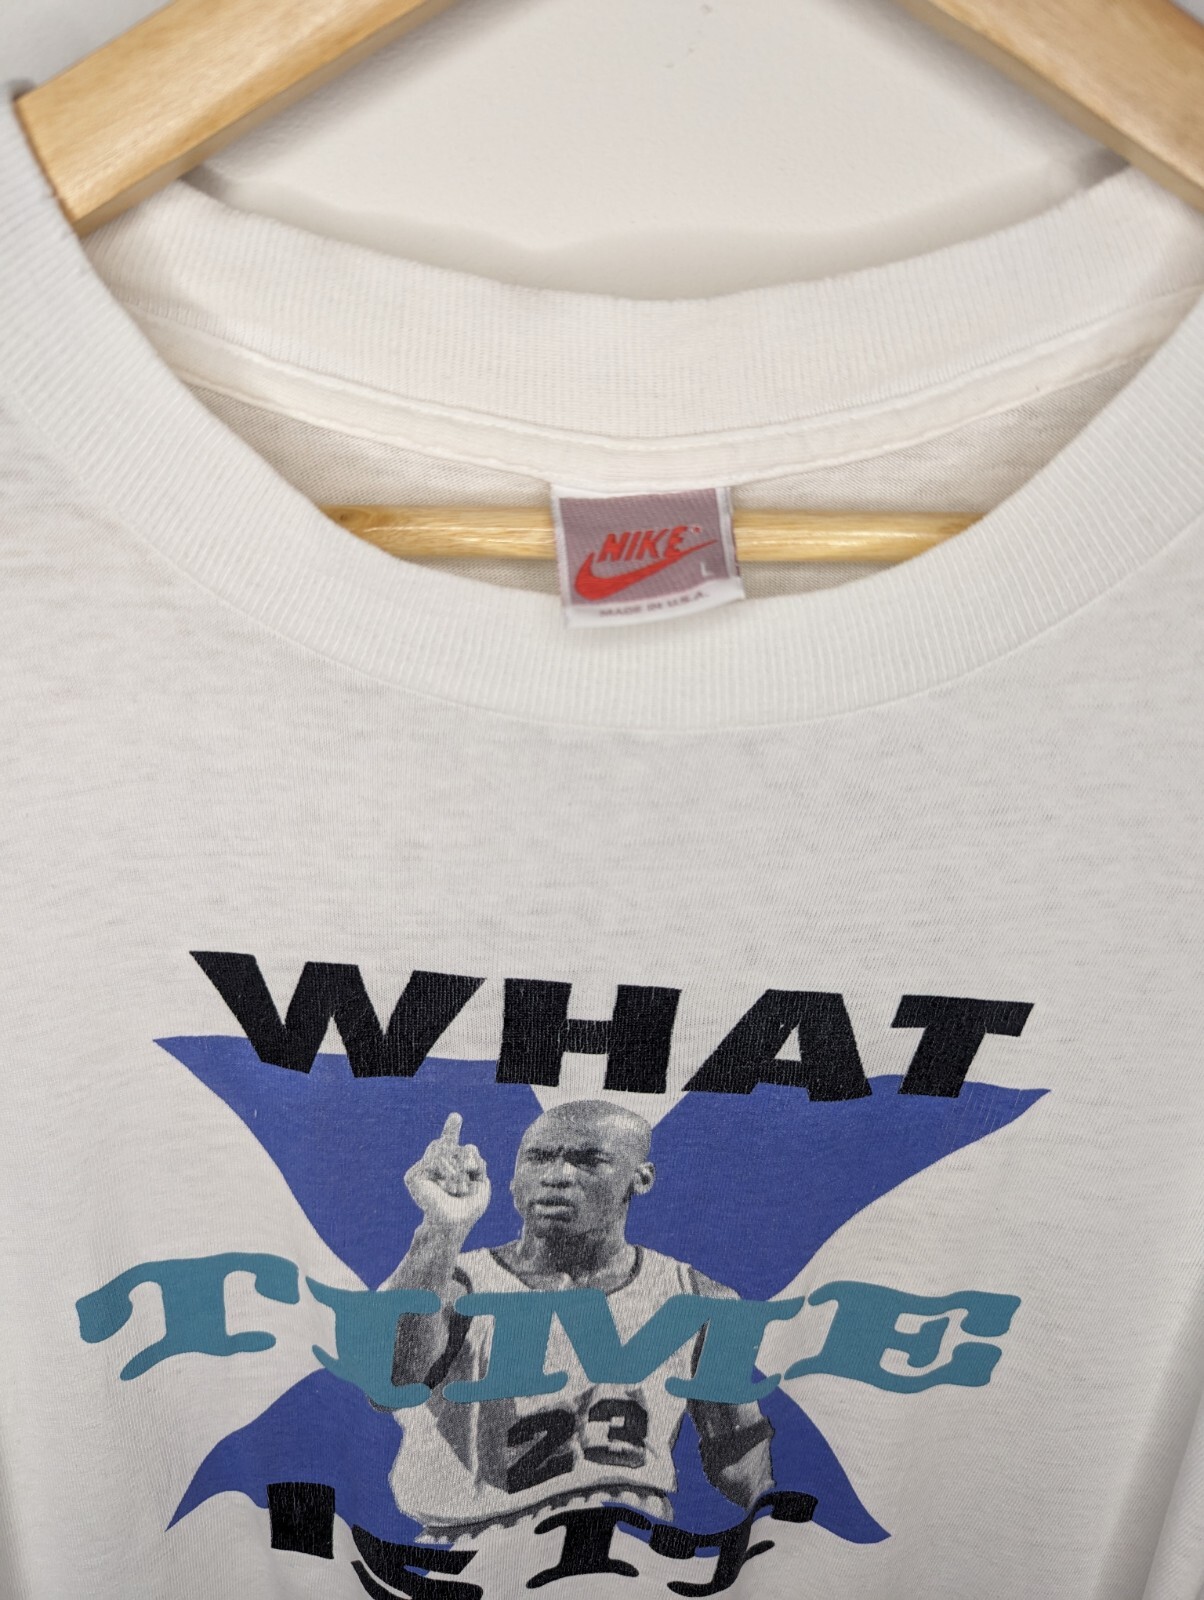 NIKE
L
MADE IN U.S.A.
WHAT
TIME
23
IS IT